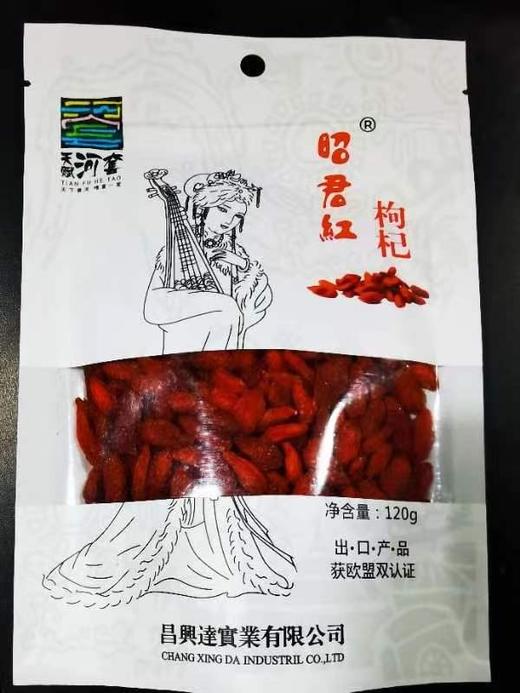 天赋河套
TIAN FU HE TAO
®
昭君紅
枸杞
净含量：120g
出·口·产·品
获欧盟双认证
昌興達實業有限公司
CHANG XING DA INDUSTRIL CO.,LTD